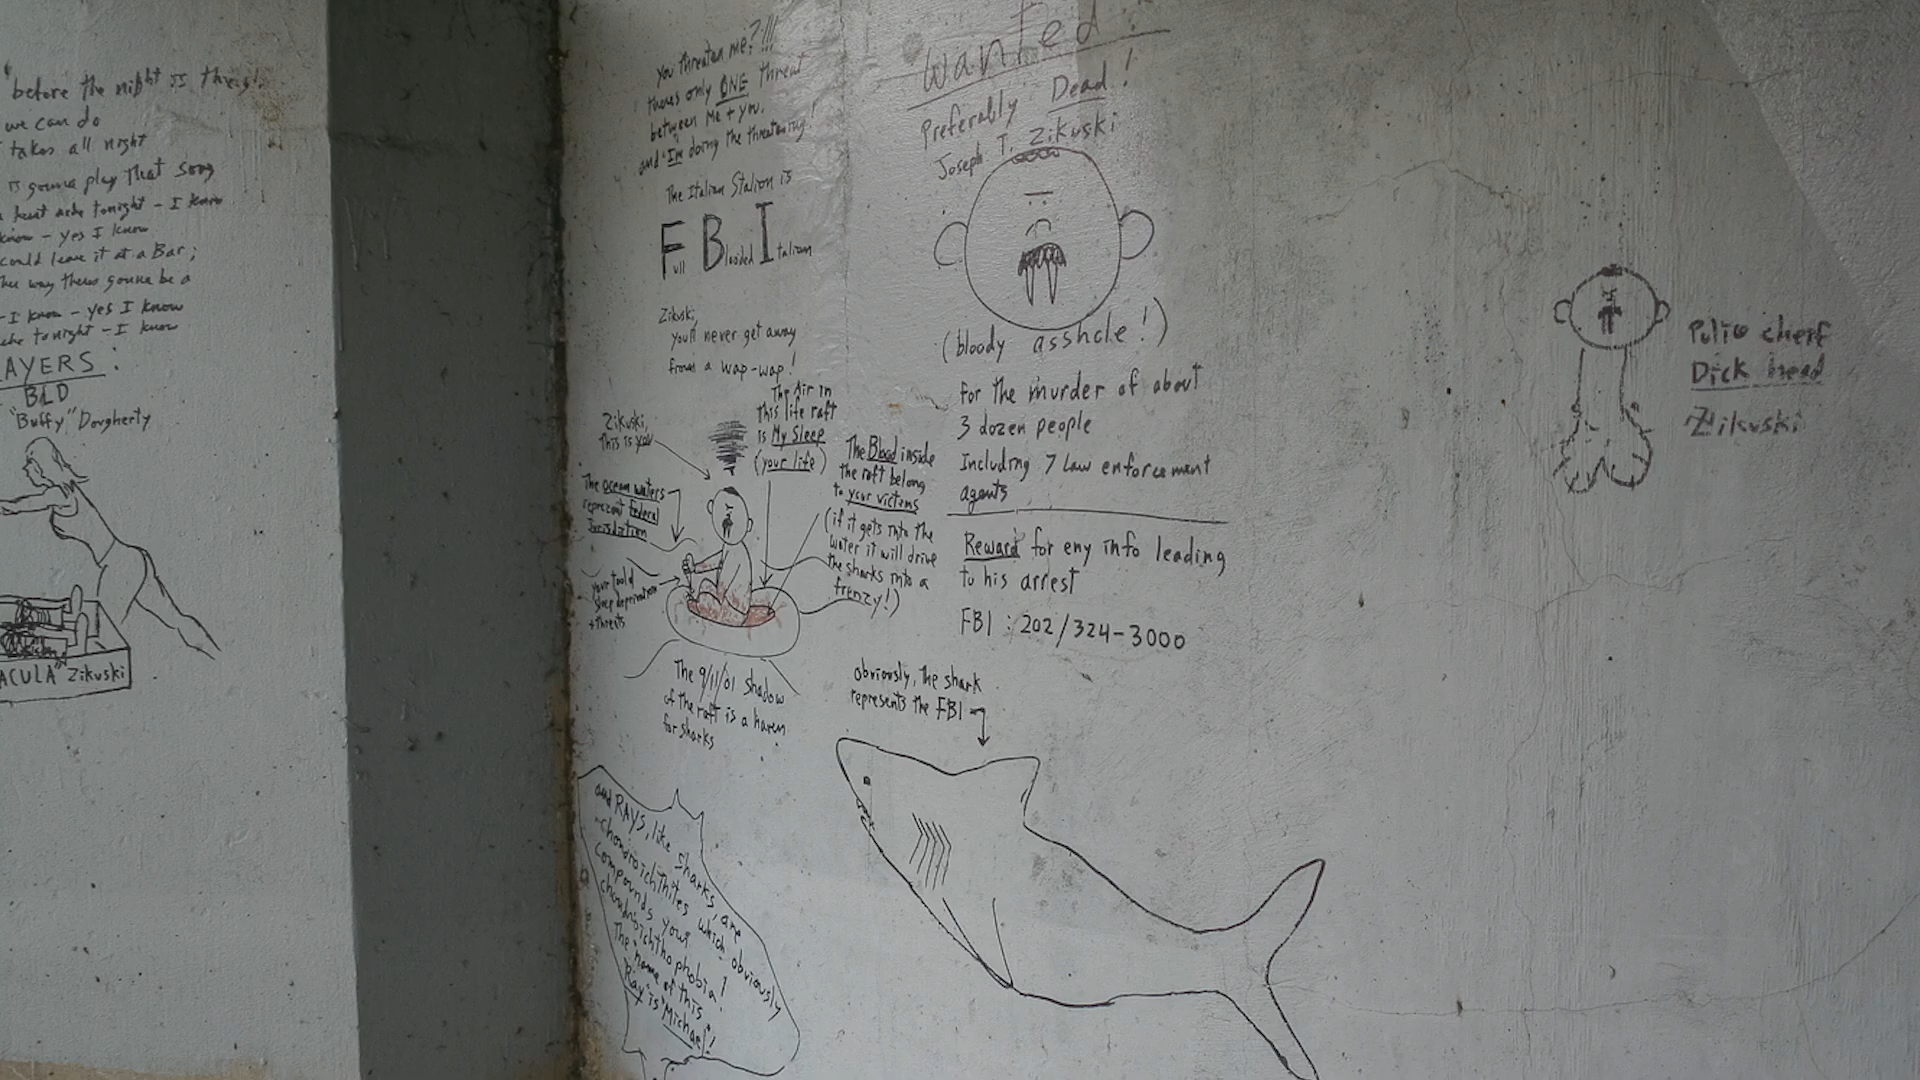 "before the night is thru!
we can do
takes all night
is gonna play that song
heart ache tonight - I know
know - yes I know
could leave it at a Bar;
way theres gonna be a
- I know - yes I know
ache tonight - I know
AYERS:
BLD
"Buffy" Dougherty
ACULA" Zikuski
you threaten me?!!!
theres only ONE threat
between me + you.
and I'm doing the threatening!
The Italian Stalion is
Full Blooded Italian
Zikuski,
you'll never get away
from a wap-wap!
Zikuski,
this is you
The Air in
this life raft
is My Sleep
(your life)
The ocean waters
represent Federal
Jurisdiction
your tool of
sleep deprivation
+ threats
The Blood inside
the raft belong
to your victims
(if it gets into the
water it will drive
the sharks into a
frenzy!)
The 9/11/01 shadow
of the raft is a haven
for sharks
and RAYS, like sharks, are
chondroichthites which obviously
compounds your
chondroichthophobia!
The name of this
Ray is "Michael"!
Wanted!
Preferably Dead!
Joseph T. Zikuski
(bloody asshole!)
for the murder of about
3 dozen people
Including 7 Law enforcement
agents
Reward for eny info leading
to his arrest
FBI: 202/324-3000
Obviously, the shark
represents the FBI
Dick head
Zikuski